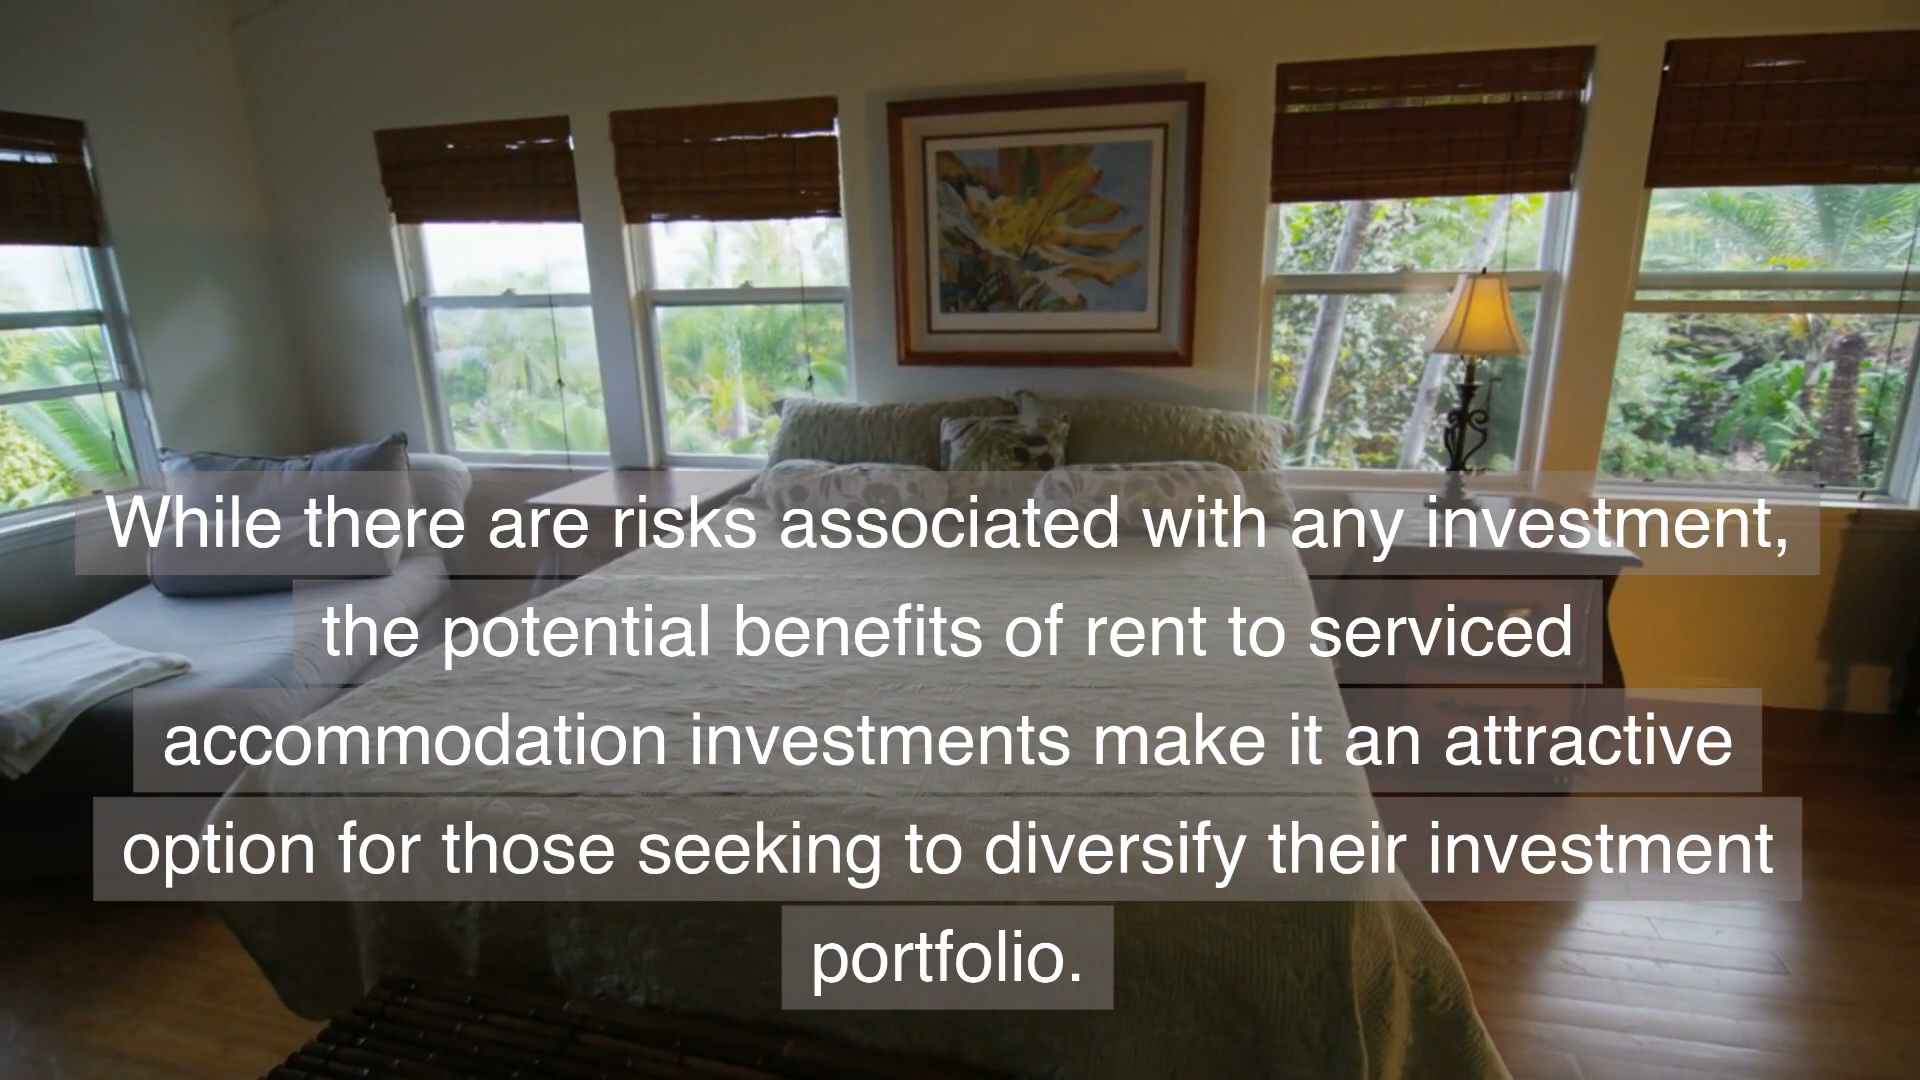 While there are risks associated with any investment,
the potential benefits of rent to serviced
accommodation investments make it an attractive
option for those seeking to diversify their investment
portfolio.